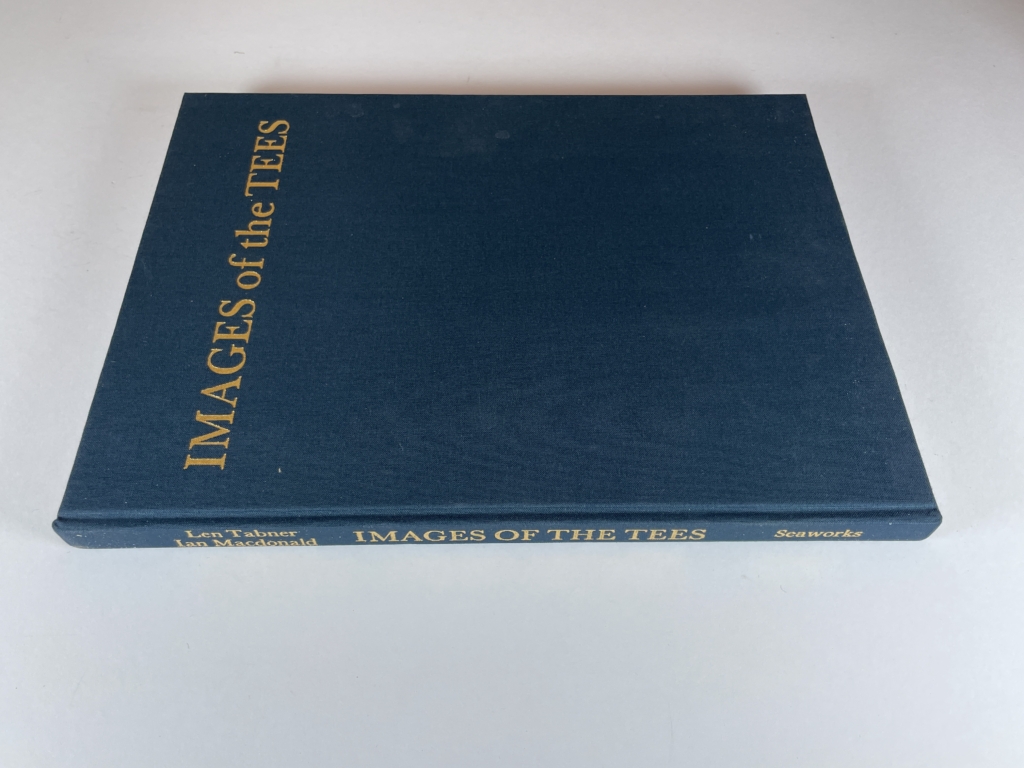 IMAGES of the TEES
Len Tabner
Ian Macdonald
IMAGES OF THE TEES
Seaworks